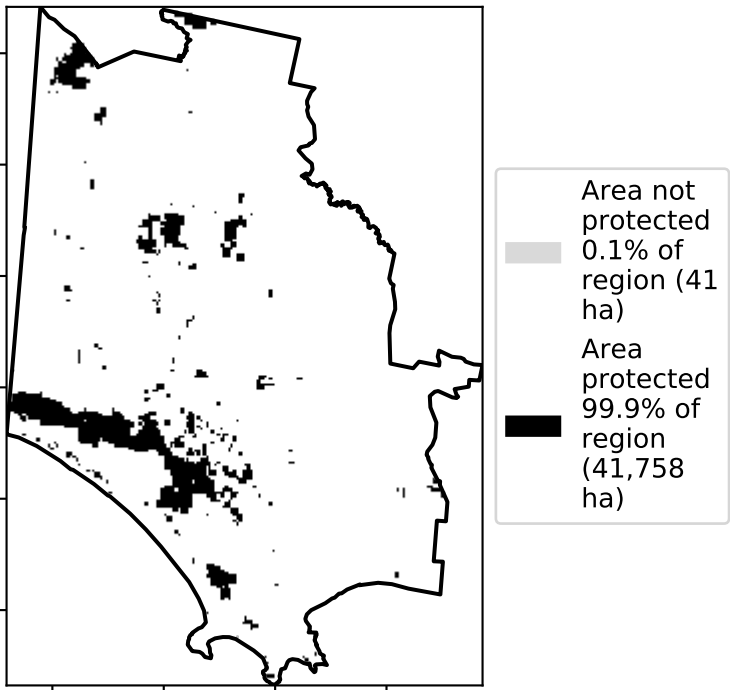 Area not
protected
0.1% of
region (41
ha)
Area
protected
99.9% of
region
(41,758
ha)